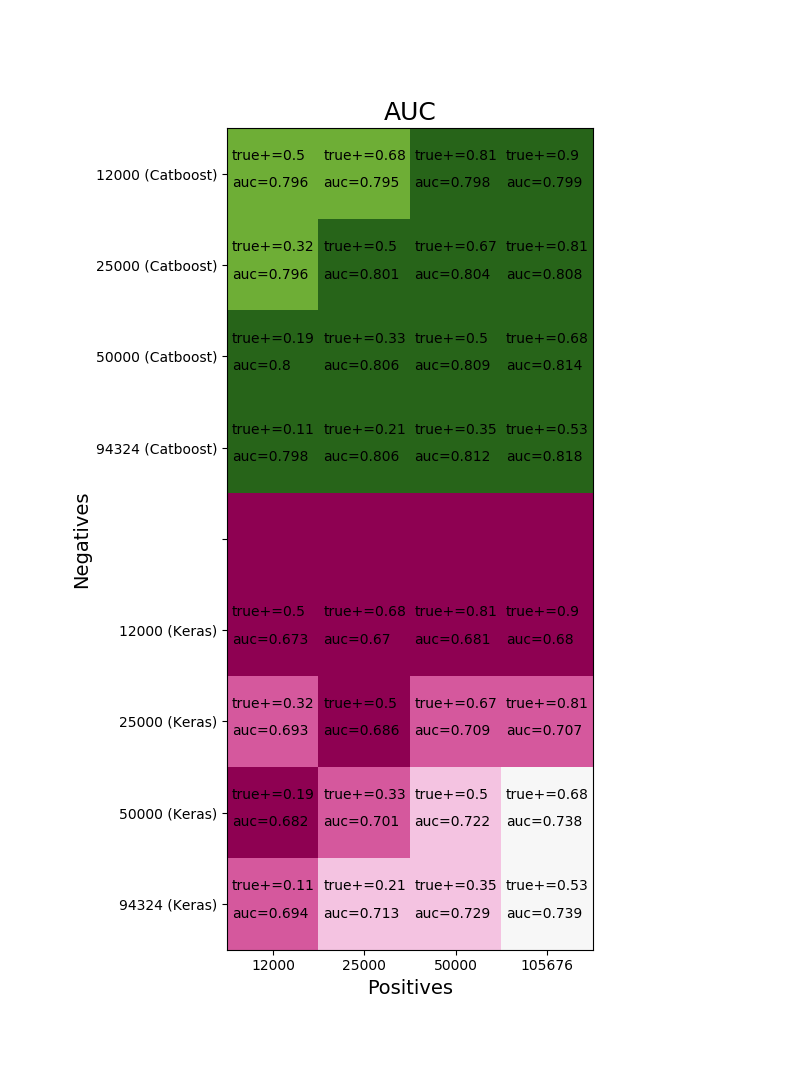 AUC
true+=0.5 true+=0.68 true+=0.81 true+=0.9
12000 (Catboost)
auc=0.796 auc=0.795 auc=0.798 auc=0.799
true+=0.32 true+=0.5 true+=0.67 true+=0.81
25000 (Catboost)
auc=0.796 auc=0.801 auc=0.804 auc=0.808
true+=0.19 true+=0.33 true+=0.5 true+=0.68
50000 (Catboost)
auc=0.8 auc=0.806 auc=0.809 auc=0.814
true+=0.11 true+=0.21 true+=0.35 true+=0.53
94324 (Catboost)
auc=0.798 auc=0.806 auc=0.812 auc=0.818
Negatives
true+=0.5 true+=0.68 true+=0.81 true+=0.9
12000 (Keras)
auc=0.673 auc=0.67 auc=0.681 auc=0.68
true+=0.32 true+=0.5 true+=0.67 true+=0.81
25000 (Keras)
auc=0.693 auc=0.686 auc=0.709 auc=0.707
true+=0.19 true+=0.33 true+=0.5 true+=0.68
50000 (Keras)
auc=0.682 auc=0.701 auc=0.722 auc=0.738
true+=0.11 true+=0.21 true+=0.35 true+=0.53
94324 (Keras)
auc=0.694 auc=0.713 auc=0.729 auc=0.739
12000 25000 50000 105676
Positives